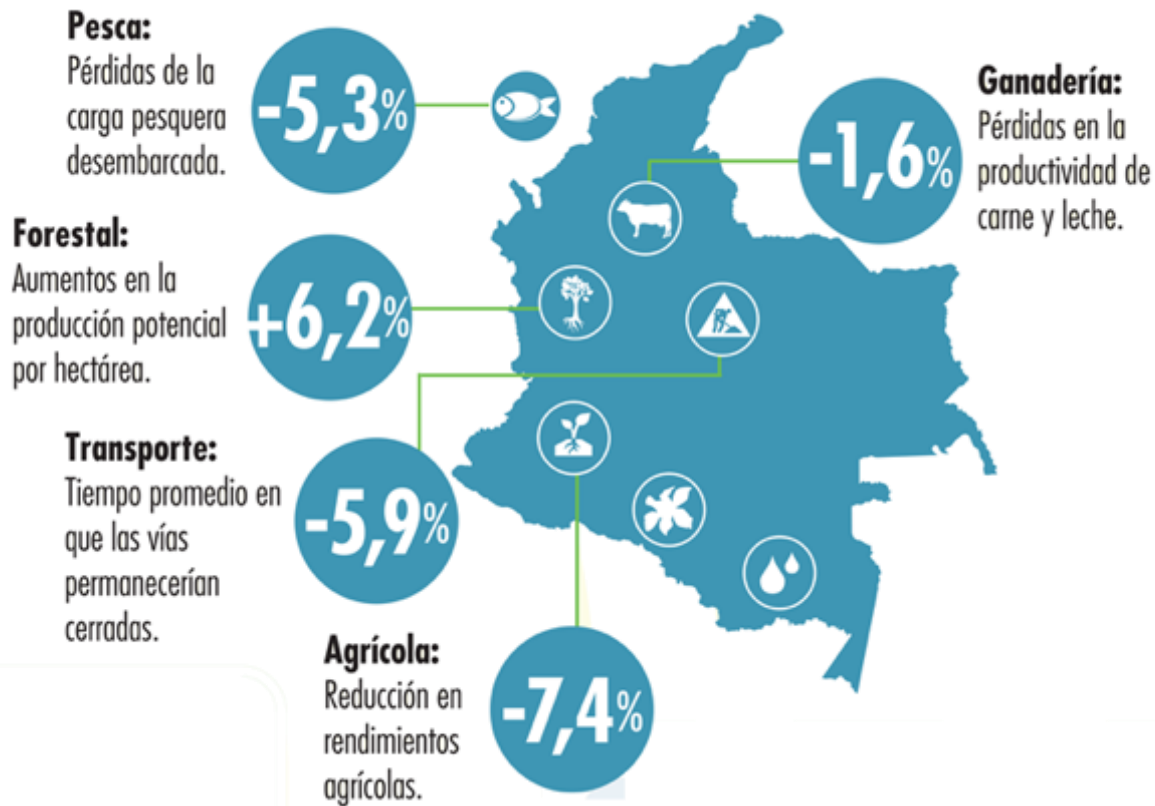 Pesca:
Pérdidas de la
carga pesquera
desembarcada.
-5,3%
Ganadería:
Pérdidas en la
productividad de
carne y leche.
-1,6%
Forestal:
Aumentos en la
producción potencial
por hectárea.
+6,2%
Transporte:
Tiempo promedio en
que las vías
permanecerían
cerradas.
-5,9%
Agrícola:
Reducción en
rendimientos
agrícolas.
-7,4%